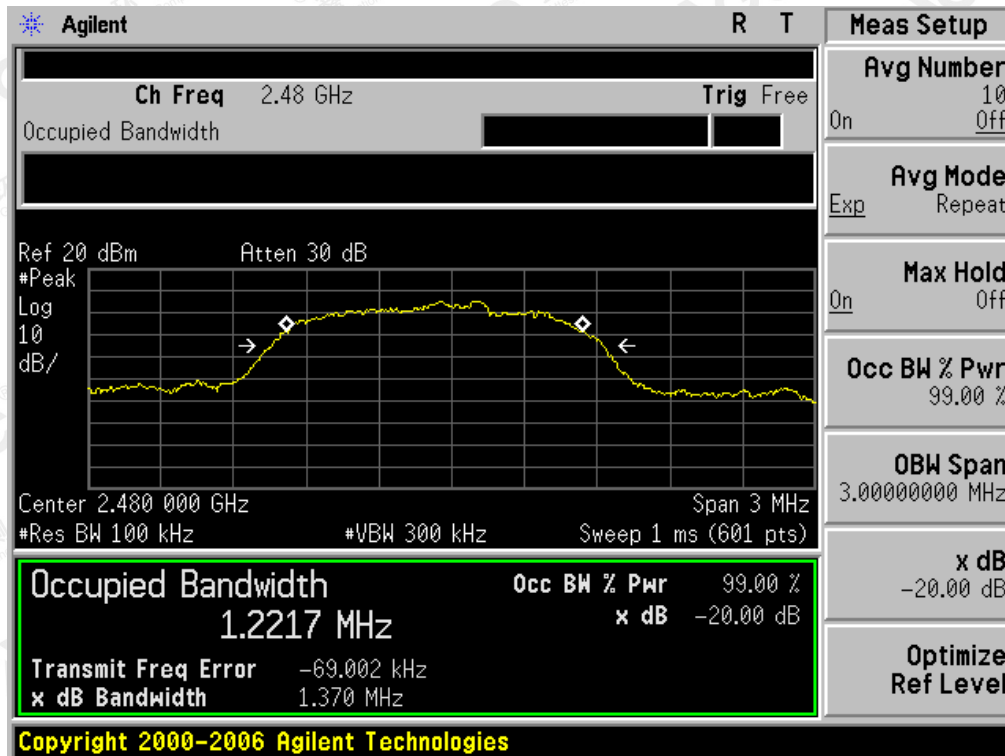 Agilent R T
Ch Freq 2.48 GHz Trig Free
Occupied Bandwidth
Ref 20 dBm Atten 30 dB
#Peak
Log
10
dB/
Center 2.480 000 GHz Span 3 MHz
#Res BW 100 kHz #VBW 300 kHz Sweep 1 ms (601 pts)
Occupied Bandwidth Occ BW % Pwr 99.00 %
1.2217 MHz x dB -20.00 dB
Transmit Freq Error -69.002 kHz
x dB Bandwidth 1.370 MHz
Meas Setup
Avg Number
10
On Off
Avg Mode
Exp Repeat
Max Hold
On Off
Occ BW % Pwr
99.00 %
OBW Span
3.00000000 MHz
x dB
-20.00 dB
Optimize
Ref Level
Copyright 2000-2006 Agilent Technologies